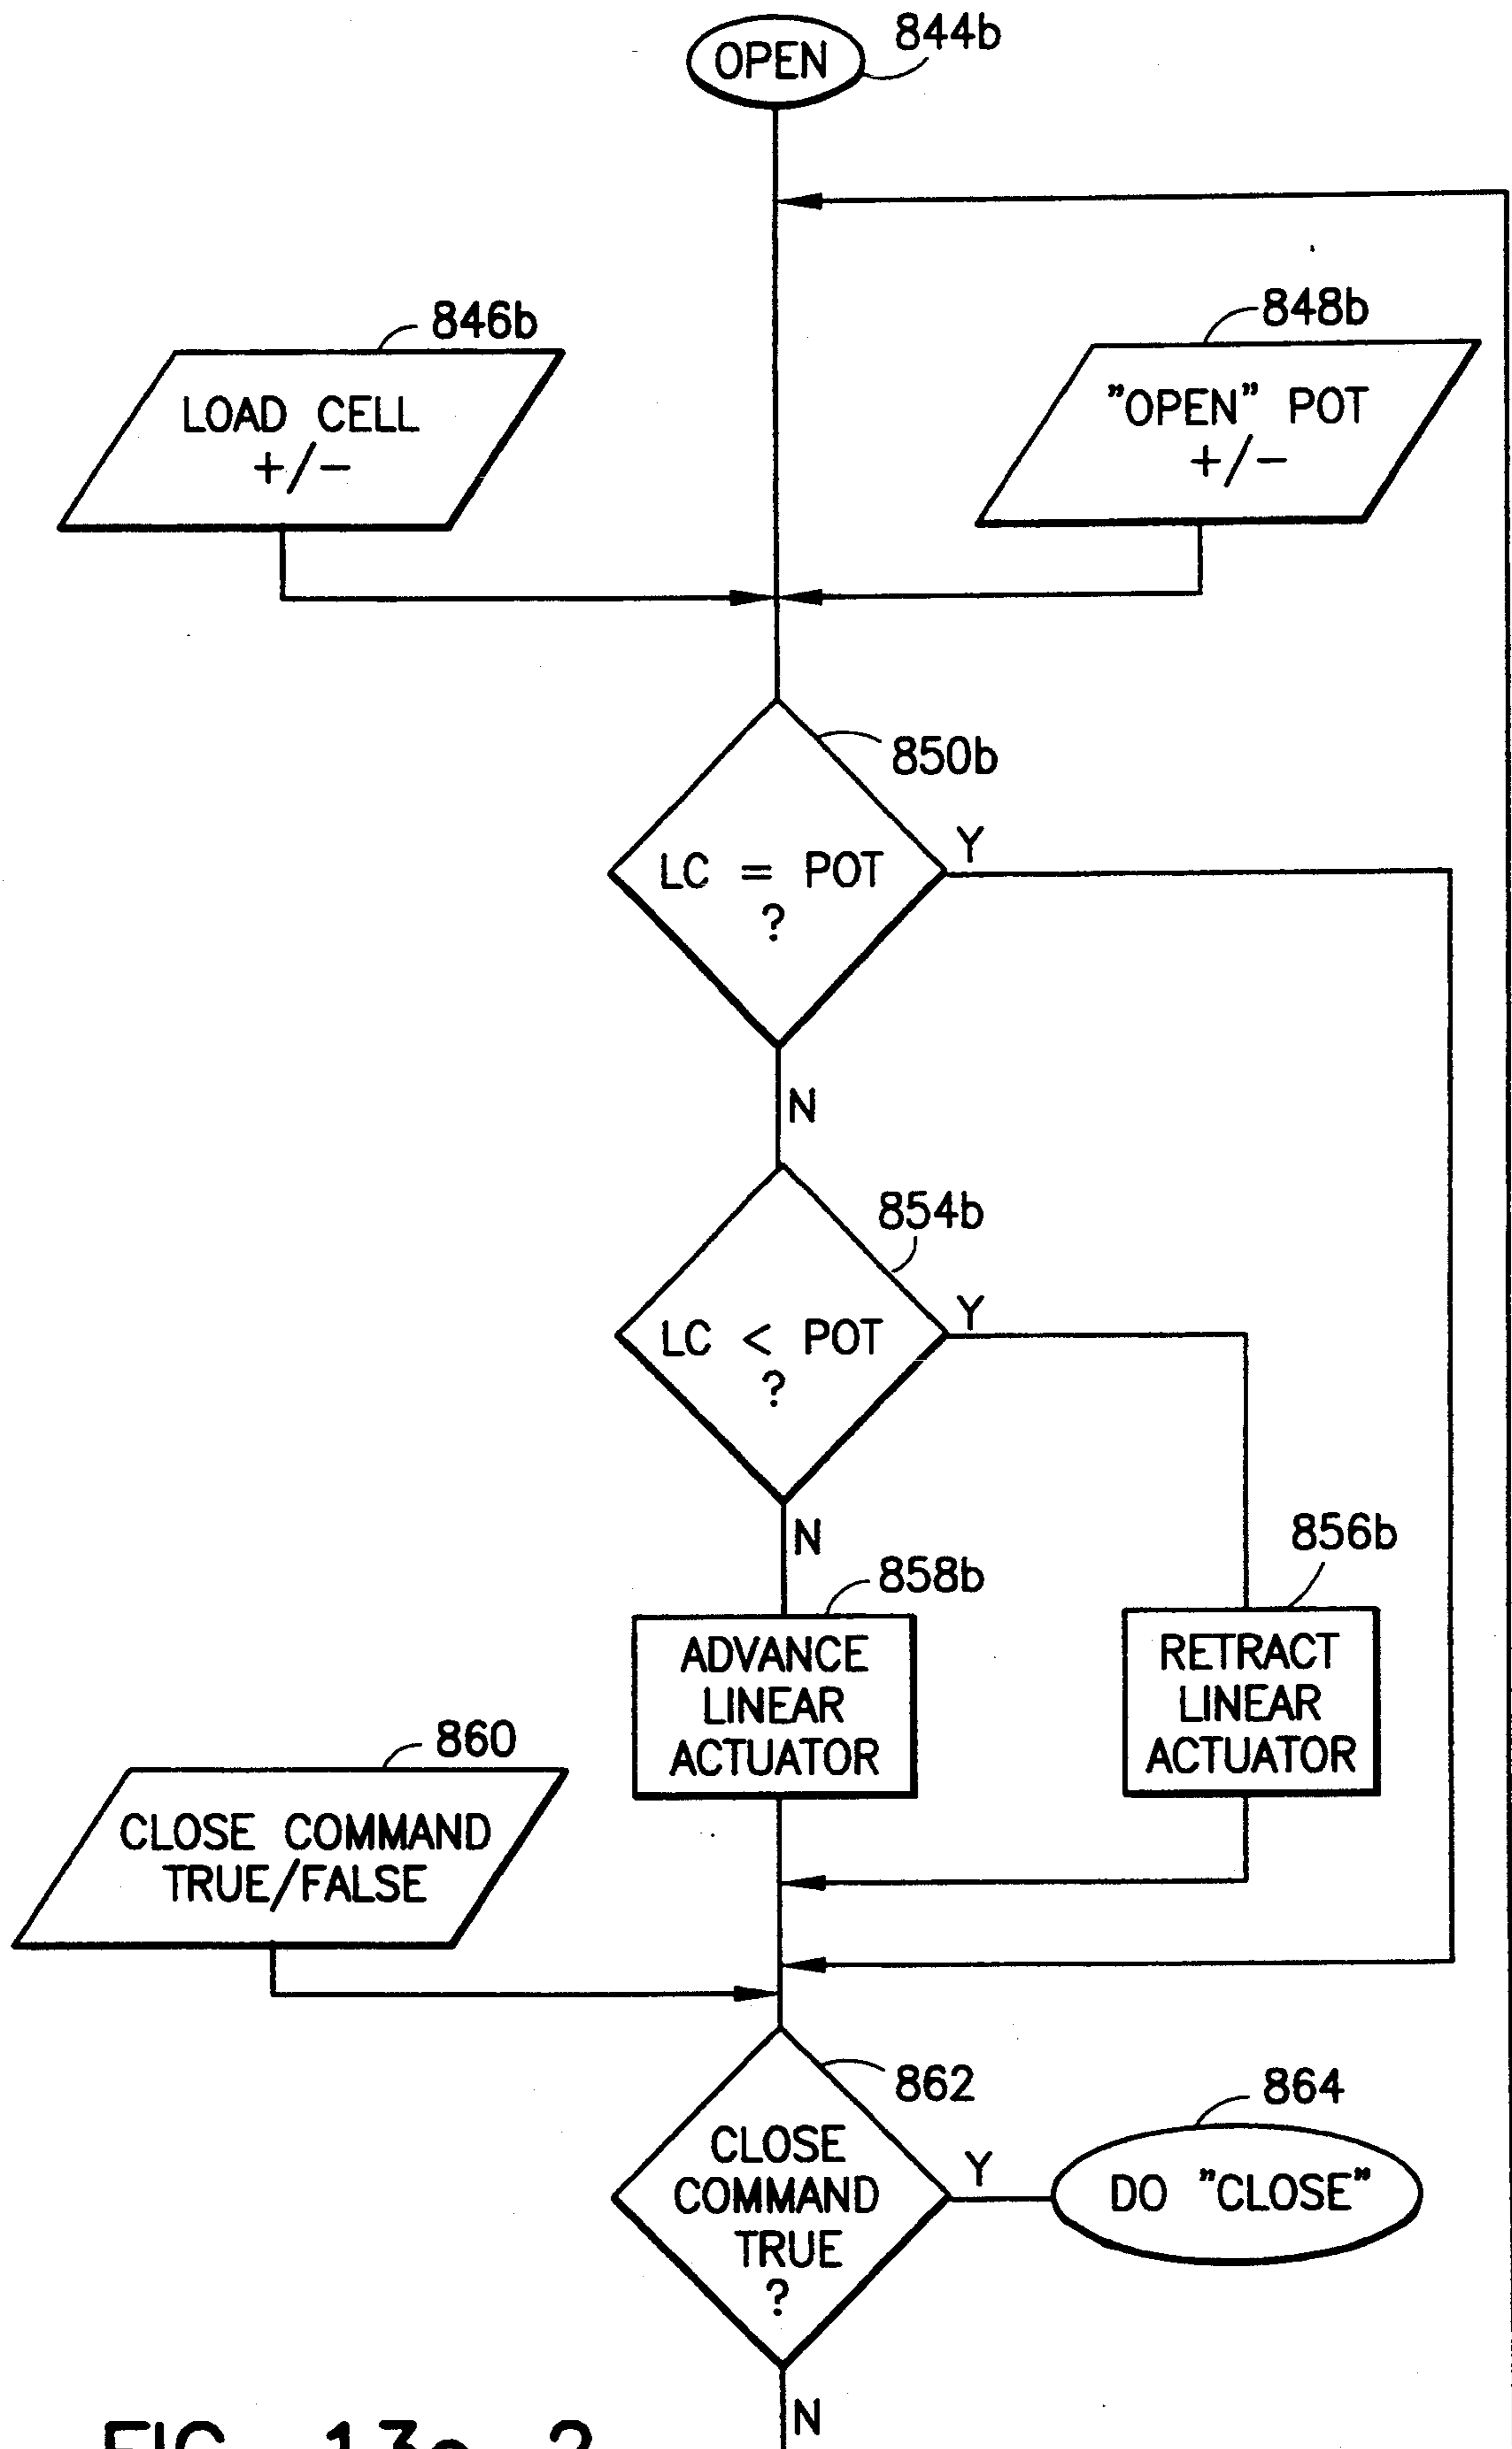 OPEN
844b
846b
LOAD CELL
+/-
848b
"OPEN" POT
+/-
850b
LC = POT
?
Y
N
854b
LC < POT
?
Y
N
858b
ADVANCE
LINEAR
ACTUATOR
856b
RETRACT
LINEAR
ACTUATOR
860
CLOSE COMMAND
TRUE/FALSE
862
CLOSE
COMMAND
TRUE
?
Y
864
DO "CLOSE"
N